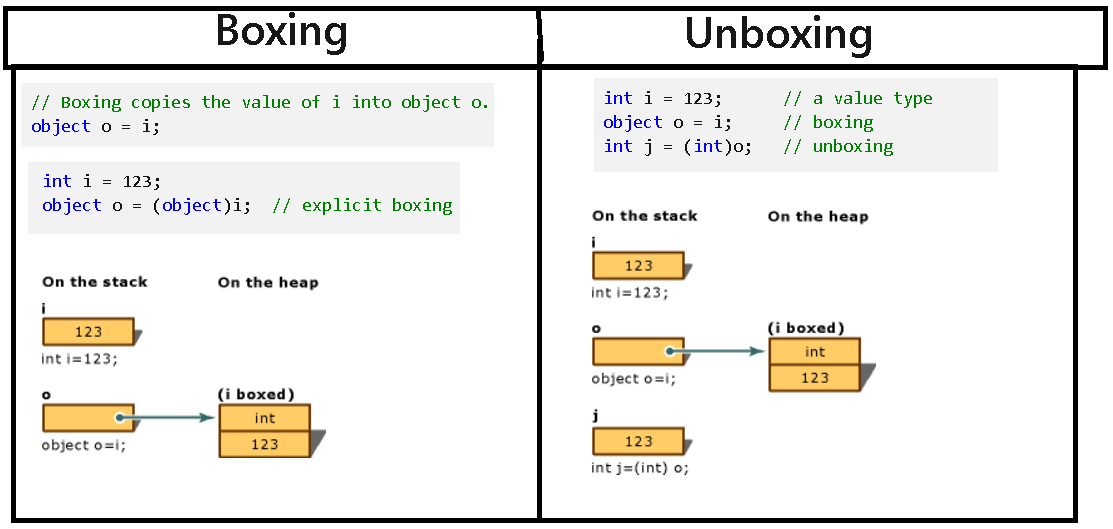 Boxing
// Boxing copies the value of i into object o.
object o = i;
int i = 123;
object o = (object)i;  // explicit boxing
On the stack
On the heap
i
123
int i=123;
o
(i boxed)
int
123
object o=i;
Unboxing
int i = 123;      // a value type
object o = i;     // boxing
int j = (int)o;   // unboxing
On the stack
On the heap
i
123
int i=123;
o
(i boxed)
int
123
object o=i;
j
123
int j=(int) o;